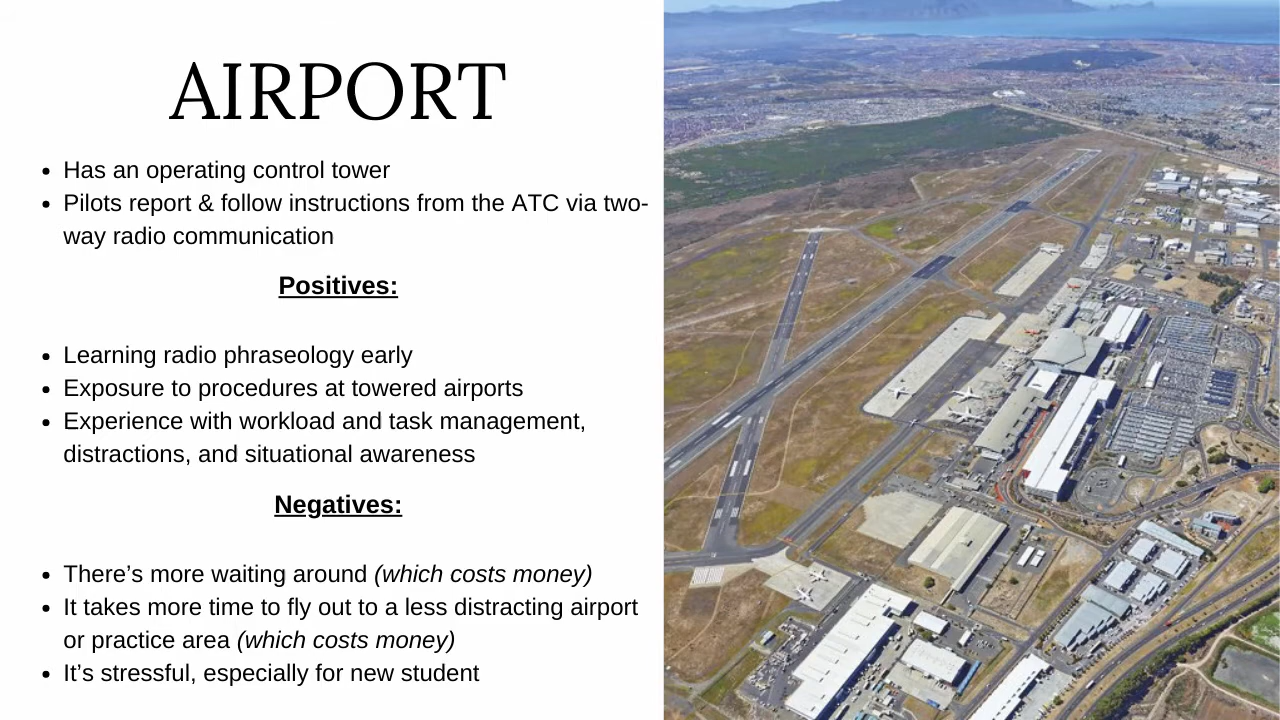 AIRPORT
• Has an operating control tower
• Pilots report & follow instructions from the ATC via two-
way radio communication
Positives:
• Learning radio phraseology early
• Exposure to procedures at towered airports
• Experience with workload and task management,
distractions, and situational awareness
Negatives:
• There’s more waiting around (which costs money)
• It takes more time to fly out to a less distracting airport
or practice area (which costs money)
• It’s stressful, especially for new student